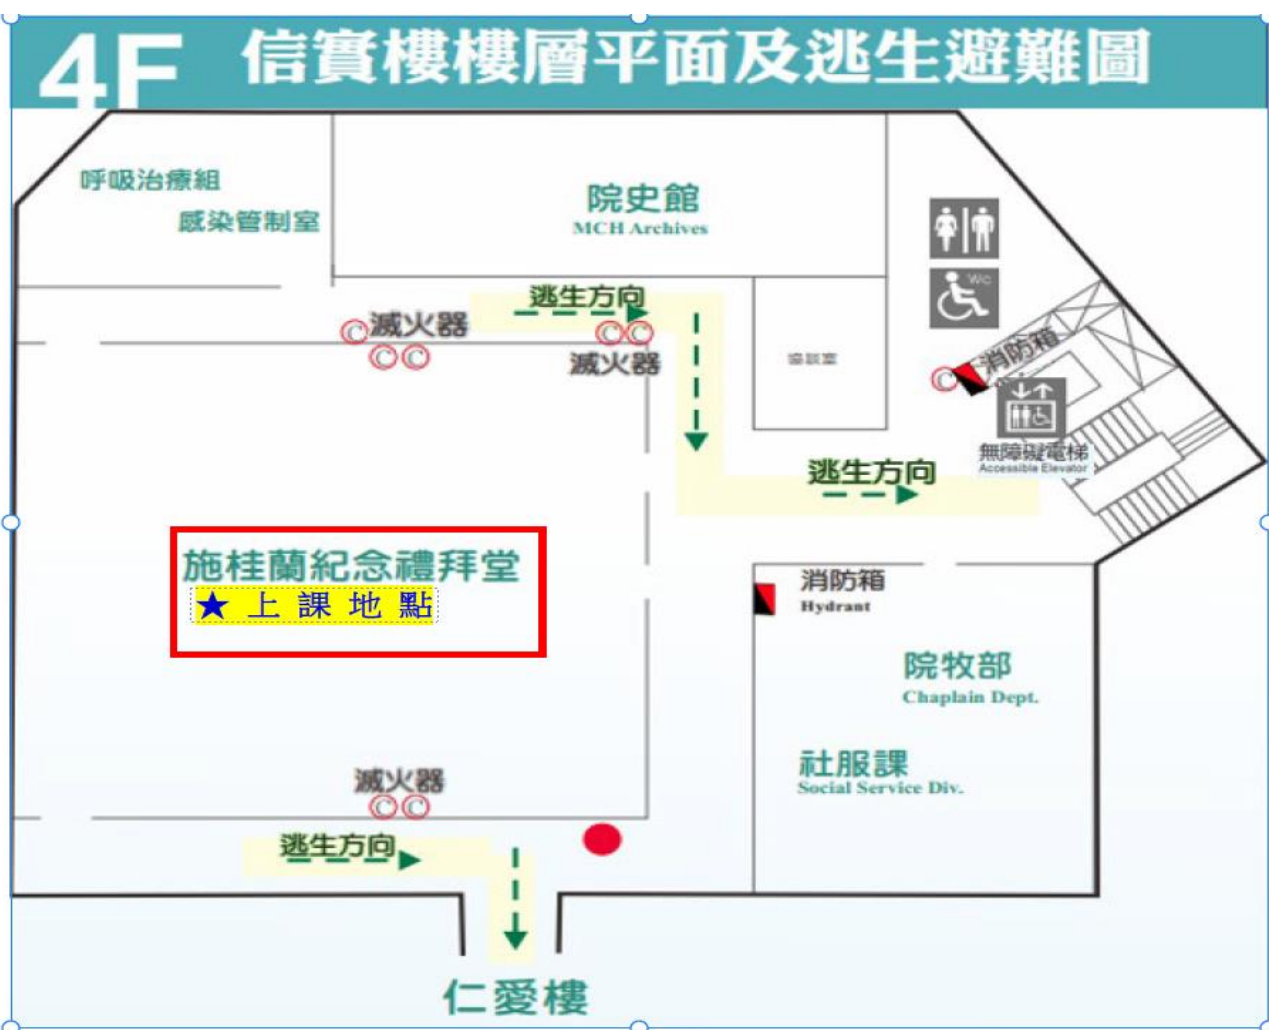 4F 信實樓樓層平面及逃生避難圖
呼吸治療組
感染管制室
院史館
MCH Archives
WC
逃生方向
滅火器
滅火器
協談室
消防箱
無障礙電梯
Accessible Elevator
逃生方向
施桂蘭紀念禮拜堂
★上課地點
消防箱
Hydrant
院牧部
Chaplain Dept.
社服課
Social Service Div.
滅火器
逃生方向
仁愛樓